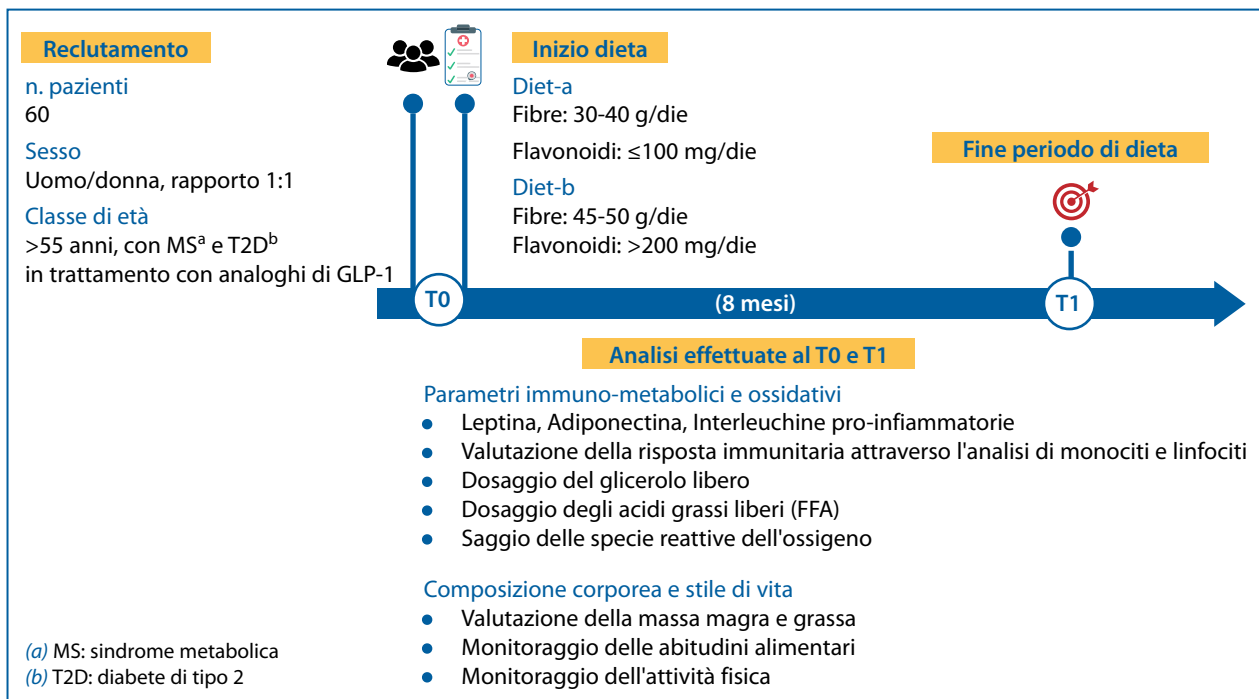 Reclutamento
n. pazienti
60
Sesso
Uomo/donna, rapporto 1:1
Classe di età
>55 anni, con MSᵃ e T2Dᵇ
in trattamento con analoghi di GLP-1
Inizio dieta
Diet-a
Fibre: 30-40 g/die
Flavonoidi: ≤100 mg/die
Diet-b
Fibre: 45-50 g/die
Flavonoidi: >200 mg/die
Fine periodo di dieta
T0
(8 mesi)
T1
Analisi effettuate al T0 e T1
Parametri immuno-metabolici e ossidativi
● Leptina, Adiponectina, Interleuchine pro-infiammatorie
● Valutazione della risposta immunitaria attraverso l'analisi di monociti e linfociti
● Dosaggio del glicerolo libero
● Dosaggio degli acidi grassi liberi (FFA)
● Saggio delle specie reattive dell'ossigeno
Composizione corporea e stile di vita
● Valutazione della massa magra e grassa
● Monitoraggio delle abitudini alimentari
● Monitoraggio dell'attività fisica
(a) MS: sindrome metabolica
(b) T2D: diabete di tipo 2